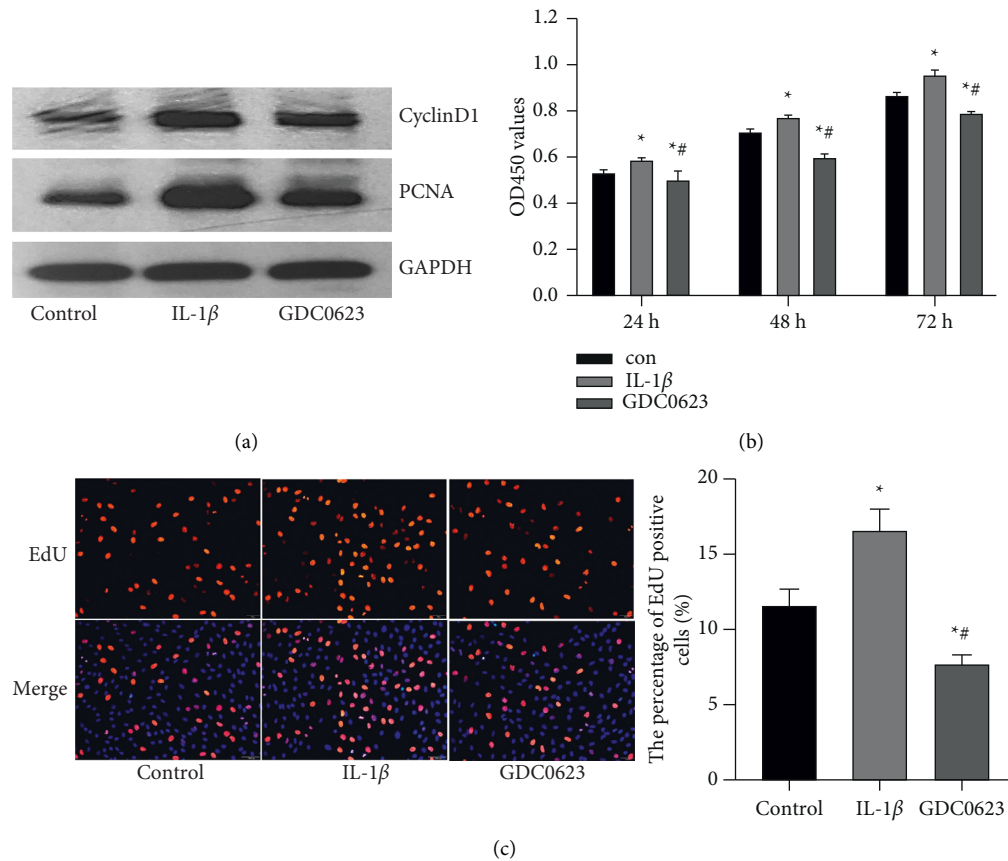 CyclinD1
PCNA
GAPDH
Control IL-1β GDC0623
(a)
OD450 values
1.2
1.0
0.8
0.6
0.4
0.2
0.0
* *# * *# * *#
24 h 48 h 72 h
con
IL-1β
GDC0623
(b)
EdU
Merge
Control IL-1β GDC0623
The percentage of EdU positive
cells (%)
20
15
10
5
0
*
*#
Control IL-1β GDC0623
(c)